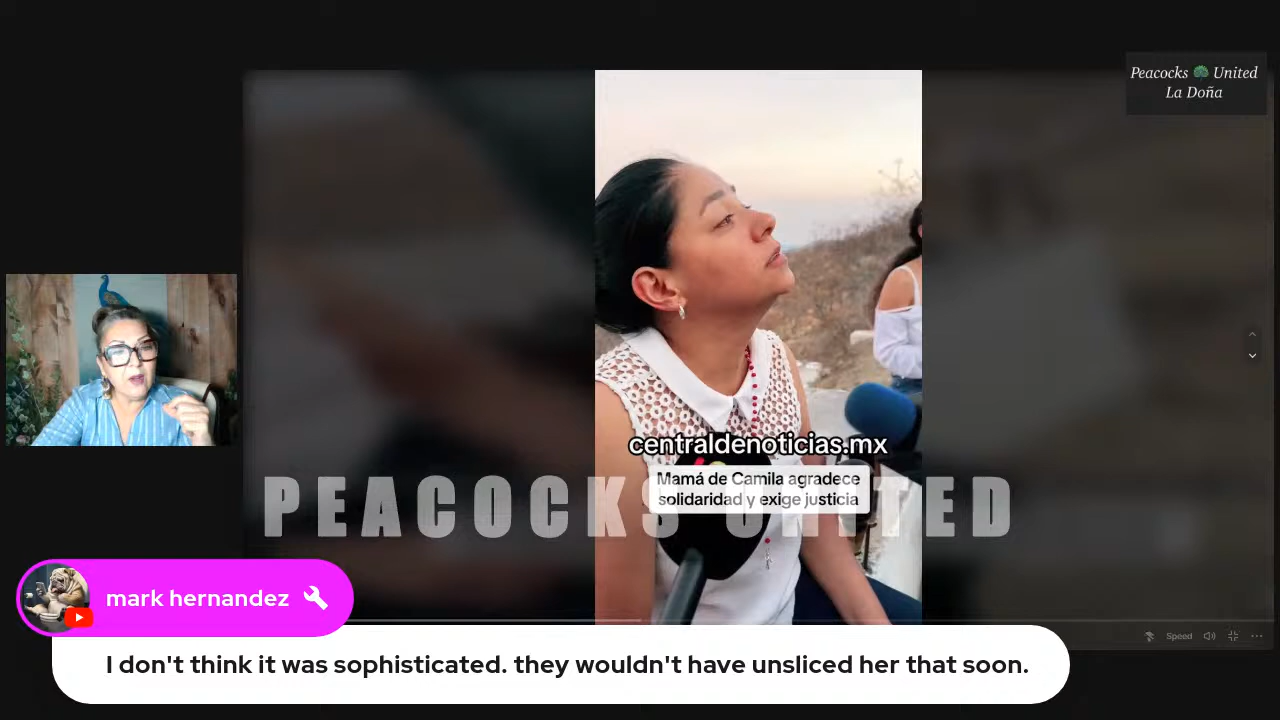 Peacocks United
La Doña
centraldenoticias.mx
Mamá de Camila agradece
solidaridad y exige justicia
PEACOCKS UNITED
mark hernandez
I don't think it was sophisticated. they wouldn't have unsliced her that soon.
Speed